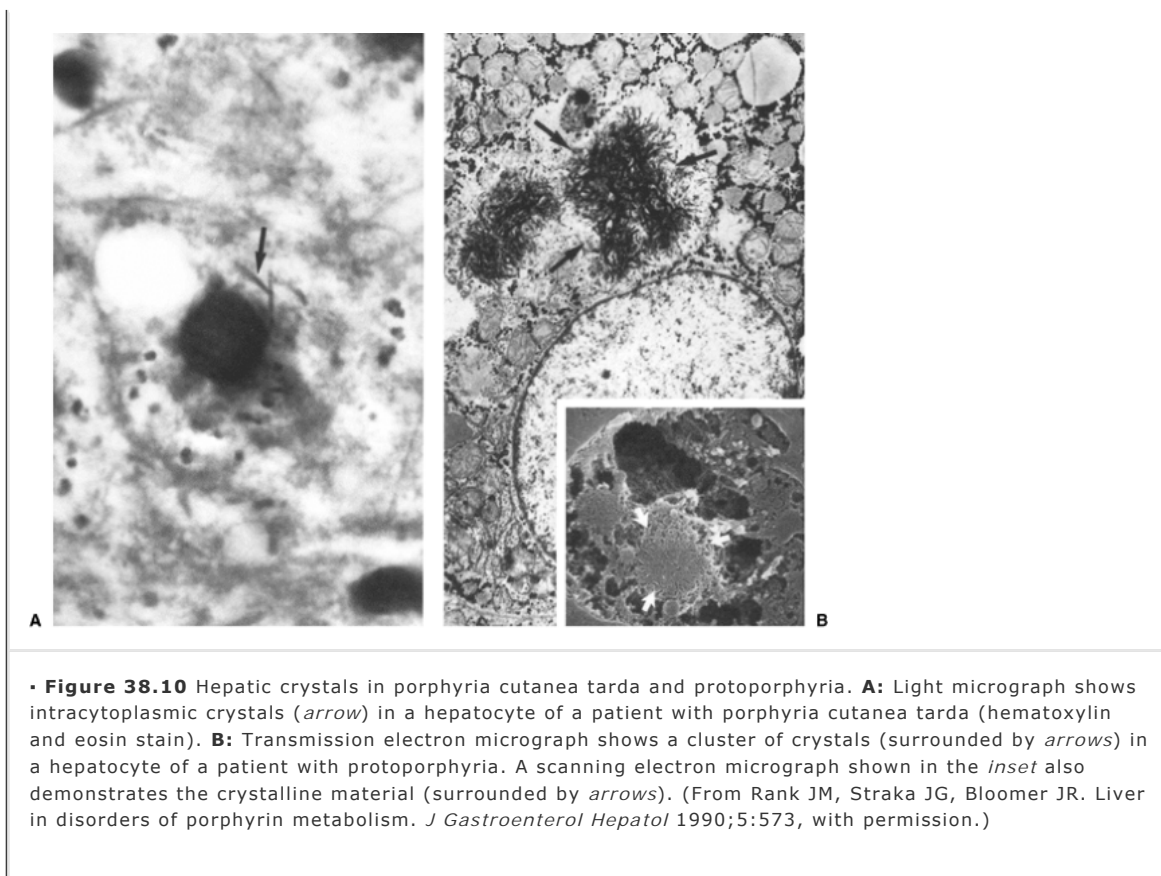 A
B
▪ Figure 38.10 Hepatic crystals in porphyria cutanea tarda and protoporphyria. A: Light micrograph shows
intracytoplasmic crystals (arrow) in a hepatocyte of a patient with porphyria cutanea tarda (hematoxylin
and eosin stain). B: Transmission electron micrograph shows a cluster of crystals (surrounded by arrows) in
a hepatocyte of a patient with protoporphyria. A scanning electron micrograph shown in the inset also
demonstrates the crystalline material (surrounded by arrows). (From Rank JM, Straka JG, Bloomer JR. Liver
in disorders of porphyrin metabolism. J Gastroenterol Hepatol 1990;5:573, with permission.)